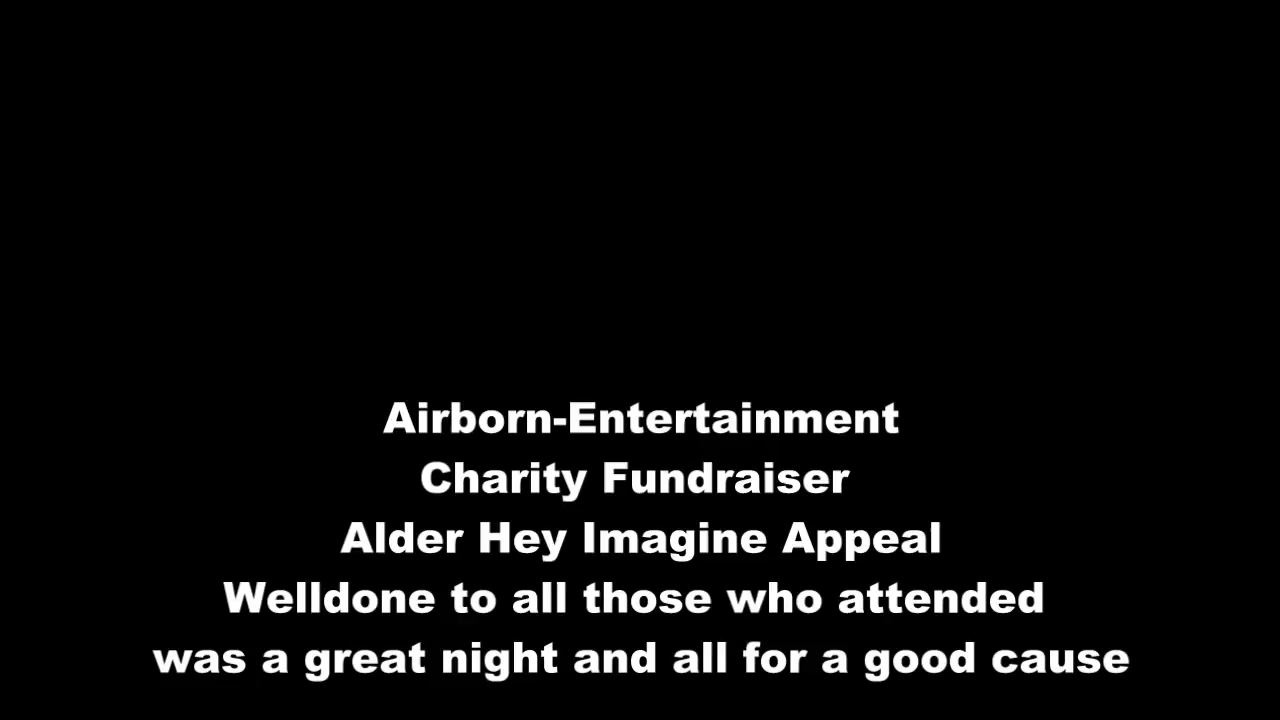 Airborn-Entertainment
Charity Fundraiser
Alder Hey Imagine Appeal
Welldone to all those who attended
was a great night and all for a good cause